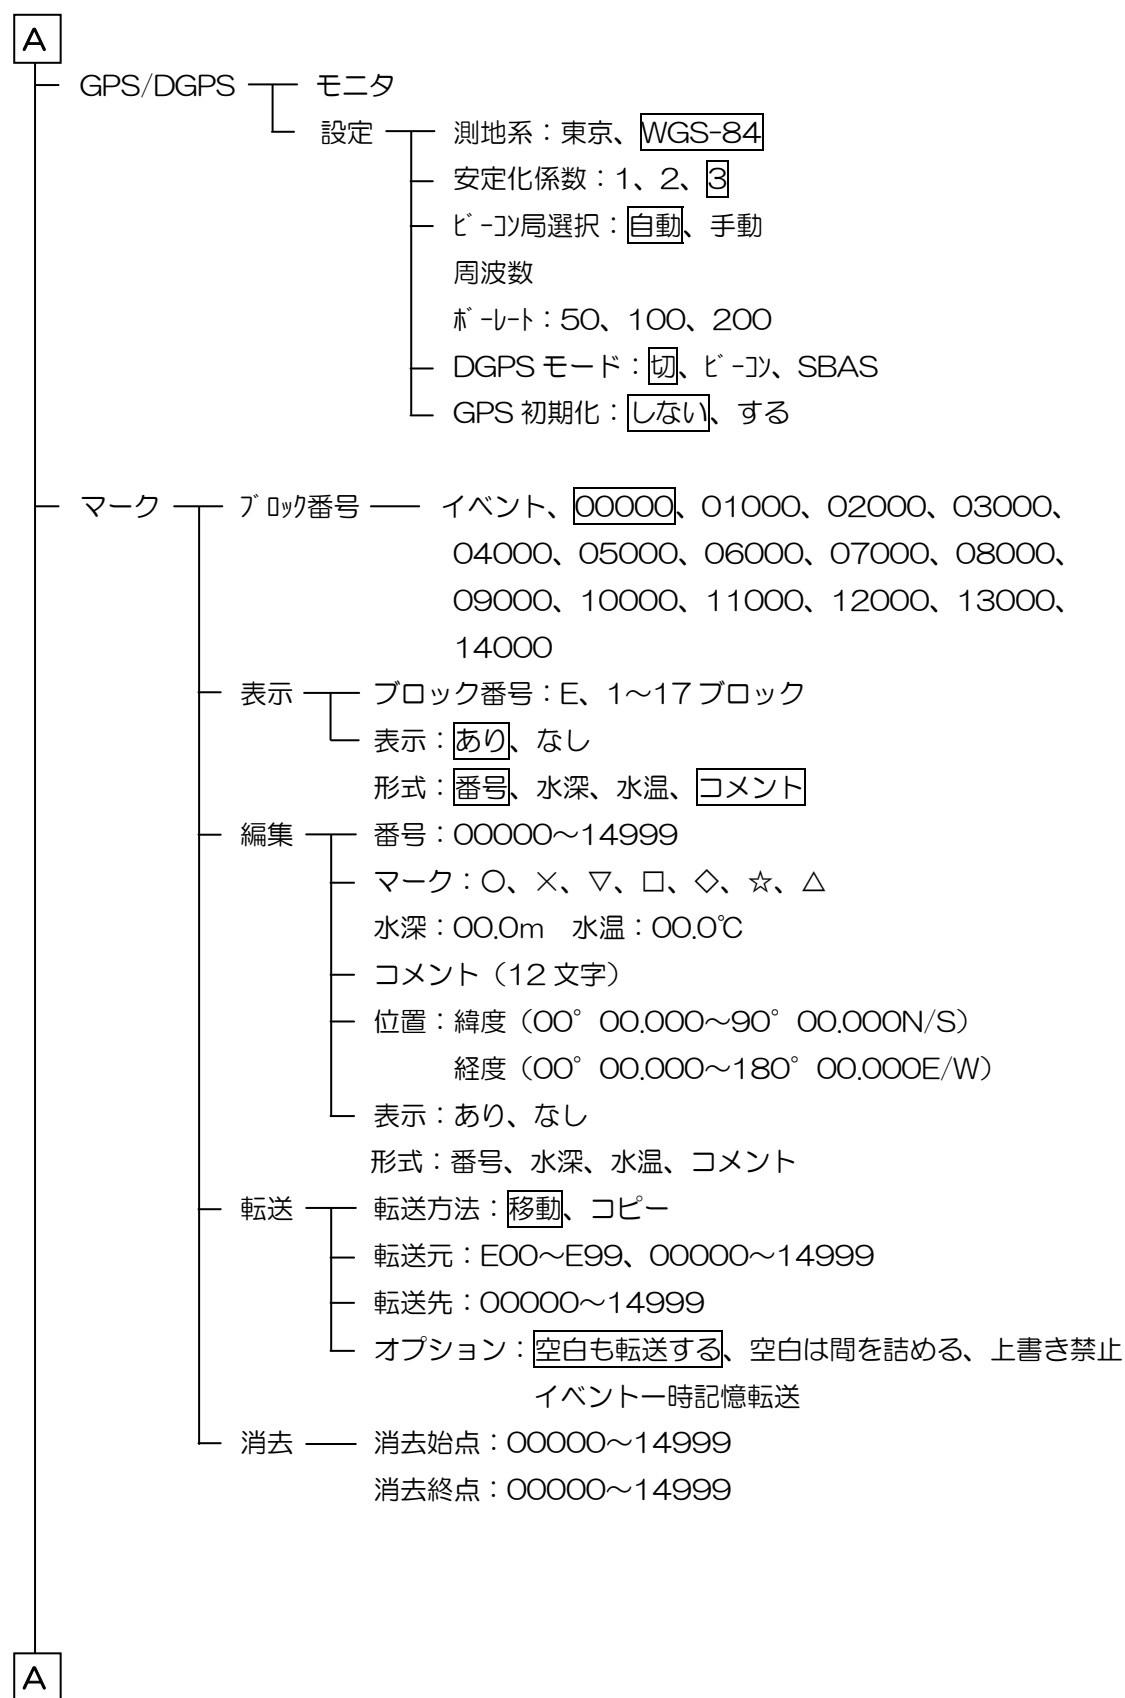 A
GPS/DGPS モニタ
設定 測地系：東京、WGS-84
安定化係数：1、2、3
ﾋﾞｰｺﾝ局選択：自動、手動
周波数
ﾎﾞｰﾚｰﾄ：50、100、200
DGPS モード：切、ﾋﾞｰｺﾝ、SBAS
GPS 初期化：しない、する
マーク ﾌﾞﾛｯｸ番号 イベント、00000、01000、02000、03000、
04000、05000、06000、07000、08000、
09000、10000、11000、12000、13000、
14000
表示 ブロック番号：E、1～17 ブロック
表示：あり、なし
形式：番号、水深、水温、コメント
編集 番号：00000～14999
マーク：○、×、▽、□、◇、☆、△
水深：00.0m　水温：00.0℃
コメント（12 文字）
位置：緯度（00°00.000～90°00.000N/S）
経度（00°00.000～180°00.000E/W）
表示：あり、なし
形式：番号、水深、水温、コメント
転送 転送方法：移動、コピー
転送元：E00～E99、00000～14999
転送先：00000～14999
オプション：空白も転送する、空白は間を詰める、上書き禁止
イベント一時記憶転送
消去 消去始点：00000～14999
消去終点：00000～14999
A